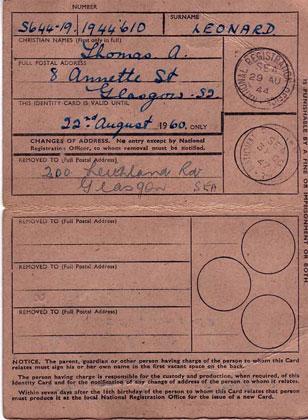 NUMBER SURNAME
S644-19. 1944610 LEONARD
CHRISTIAN NAMES (First only in full)
Thomas A.
FULL POSTAL ADDRESS
8 Annette St
Glasgow-S2
THIS IDENTITY CARD IS VALID UNTIL
22nd August 1960. ONLY
NATIONAL REGISTRATION OFFICE
29 AU
44
CHANGES OF ADDRESS. No entry except by National
Registration Officer, to whom removal must be notified.
REMOVED TO (Full Postal Address)
200 Rd
Glasgow
REMOVED TO (Full Postal Address)
REMOVED TO (Full Postal Address)
REMOVED TO (Full Postal Address)
NOTICE. The parent, guardian or other person having charge of the person to whom this Card
relates must sign his or her own name in the first vacant space on the back.
The person having charge is responsible for the custody and production, when required, of this
Identity Card and for the notification of any change of address of the person to whom it relates.
Within seven days after the 16th birthday of the person to whom this Card relates that person
must produce it at the local National Registration Office for the issue of a new Card.
IS PUNISHABLE BY A FINE OR IMPRISONMENT OR BOTH